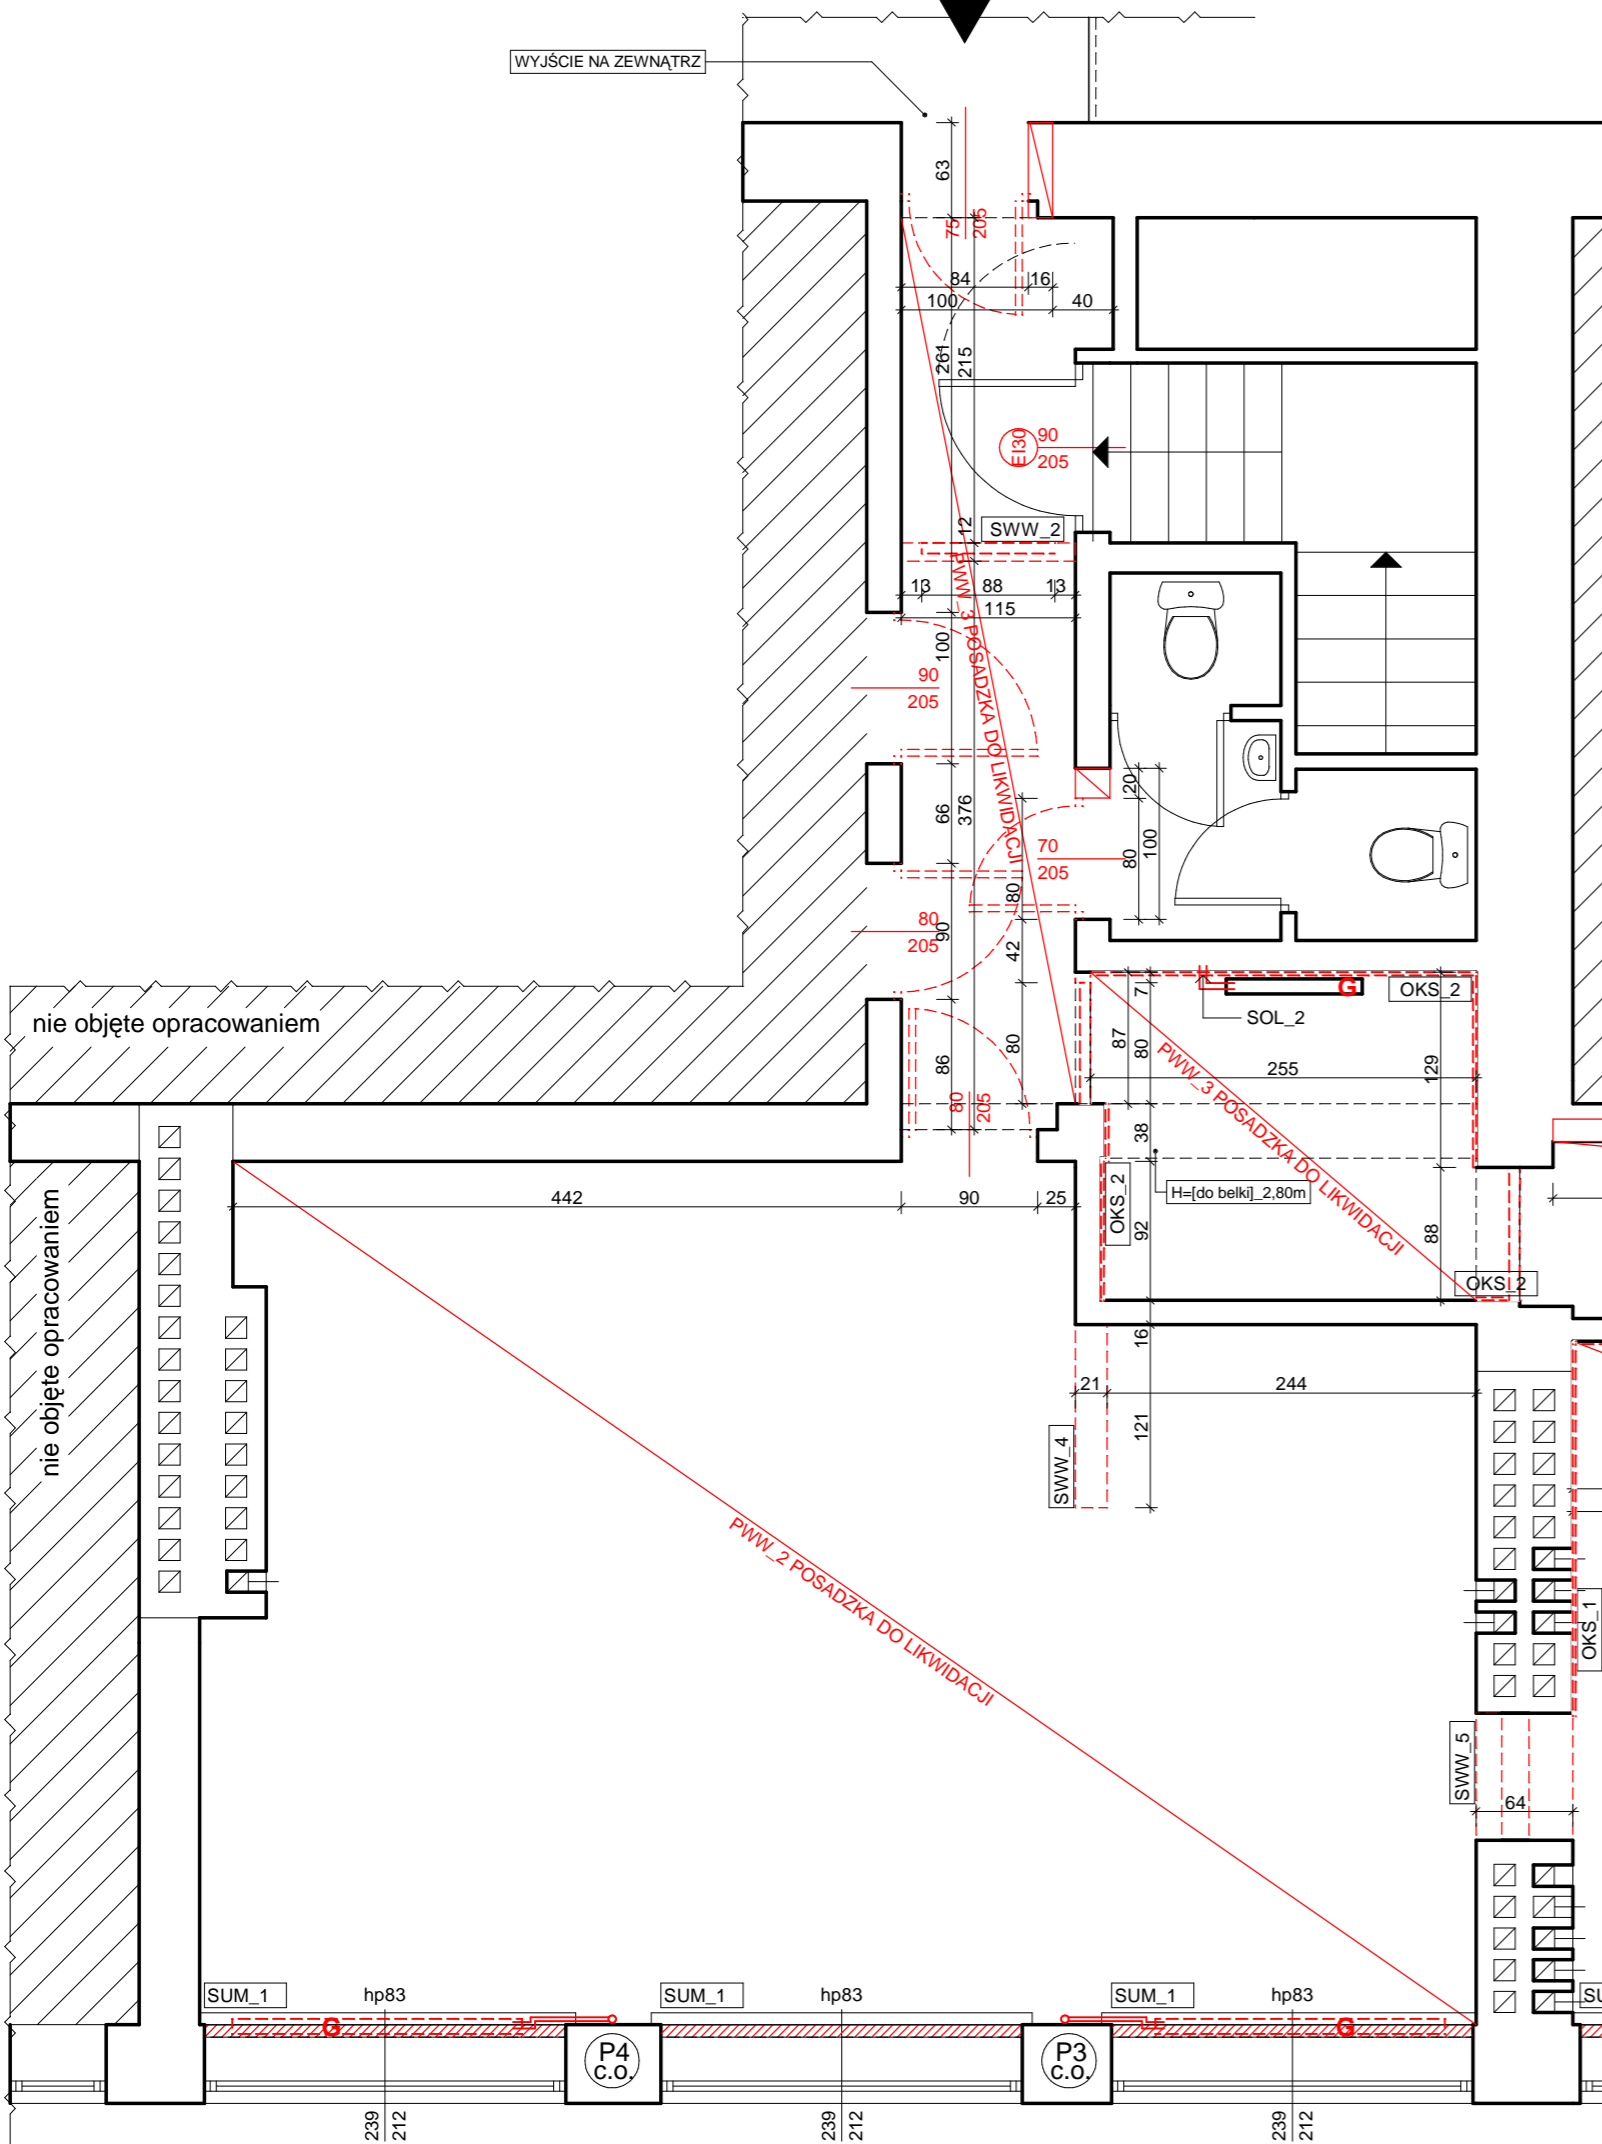 WYJŚCIE NA ZEWNĄTRZ
63
75
205
84
16
100
40
261
215
EI30
90
205
12
SWW_2
PWW_3 POSADZKA DO LIKWIDACJI
13
88
13
115
100
90
205
66
376
20
80
100
70
205
80
80
205
90
42
nie objęte opracowaniem
7
G
OKS_2
SOL_2
87
80
80
86
255
129
PWW_3 POSADZKA DO LIKWIDACJI
80
205
38
nie objęte opracowaniem
442
90
25
OKS_2
H=[do belki]_2,80m
92
88
OKS_2
16
21
244
121
SWW_4
PWW_2 POSADZKA DO LIKWIDACJI
OKS_1
SWW_5
64
SUM_1
hp83
SUM_1
hp83
SUM_1
hp83
SU
G
G
P4
c.o.
P3
c.o.
239
212
239
212
239
212